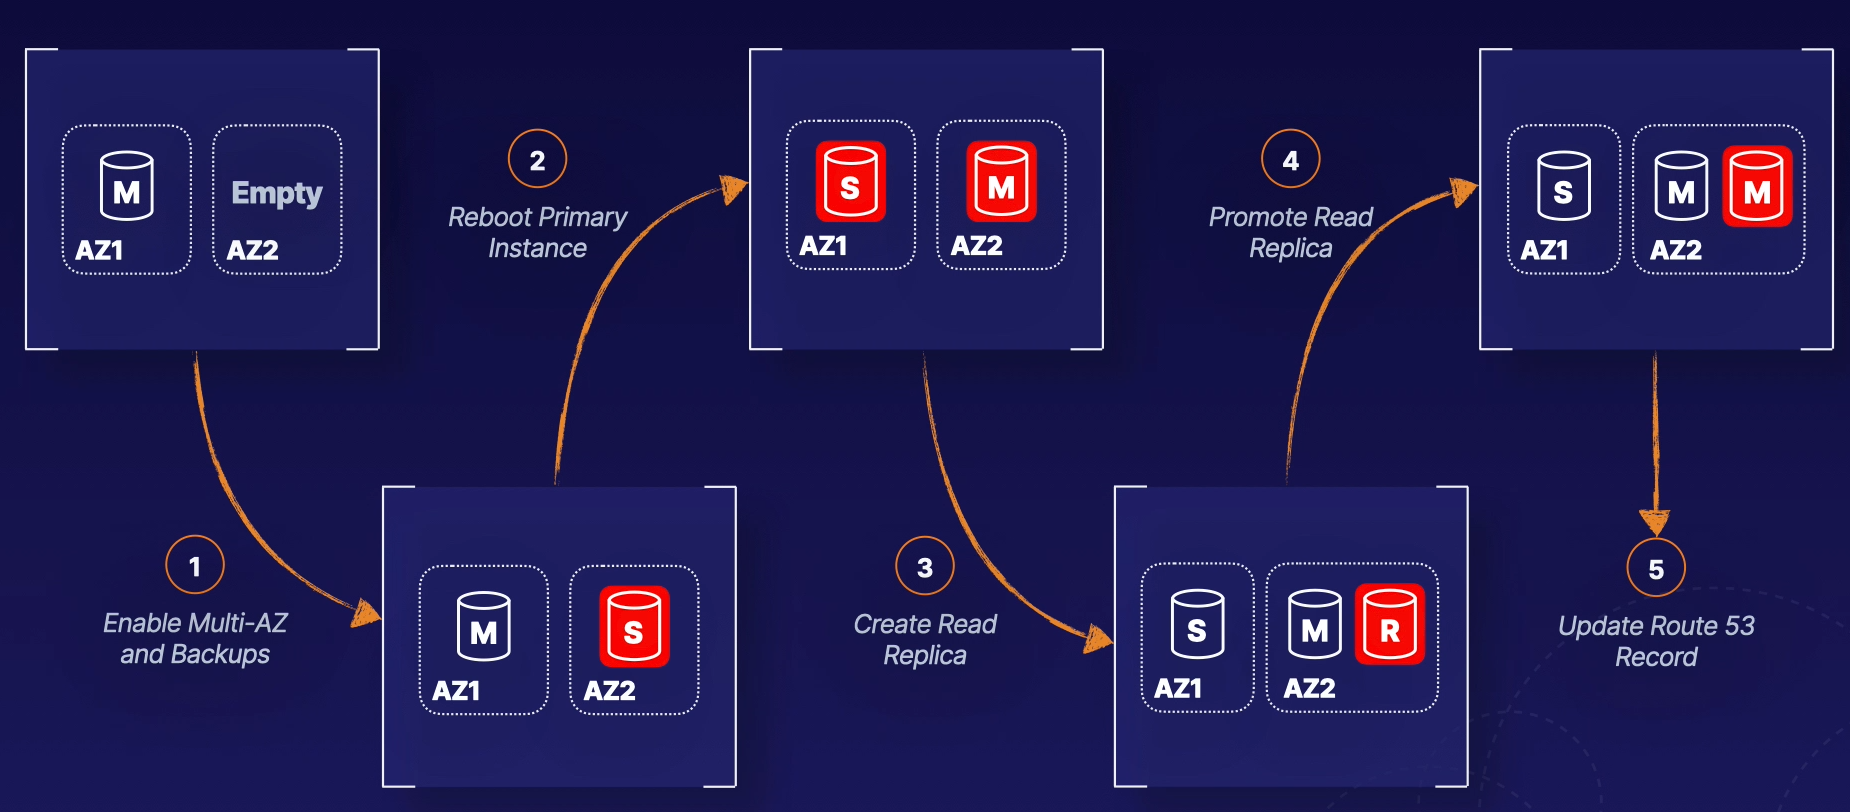 M
AZ1
Empty
AZ2
1
Enable Multi-AZ
and Backups
M
AZ1
S
AZ2
2
Reboot Primary
Instance
S
AZ1
M
AZ2
3
Create Read
Replica
S
AZ1
M R
AZ2
4
Promote Read
Replica
S
AZ1
M M
AZ2
5
Update Route 53
Record